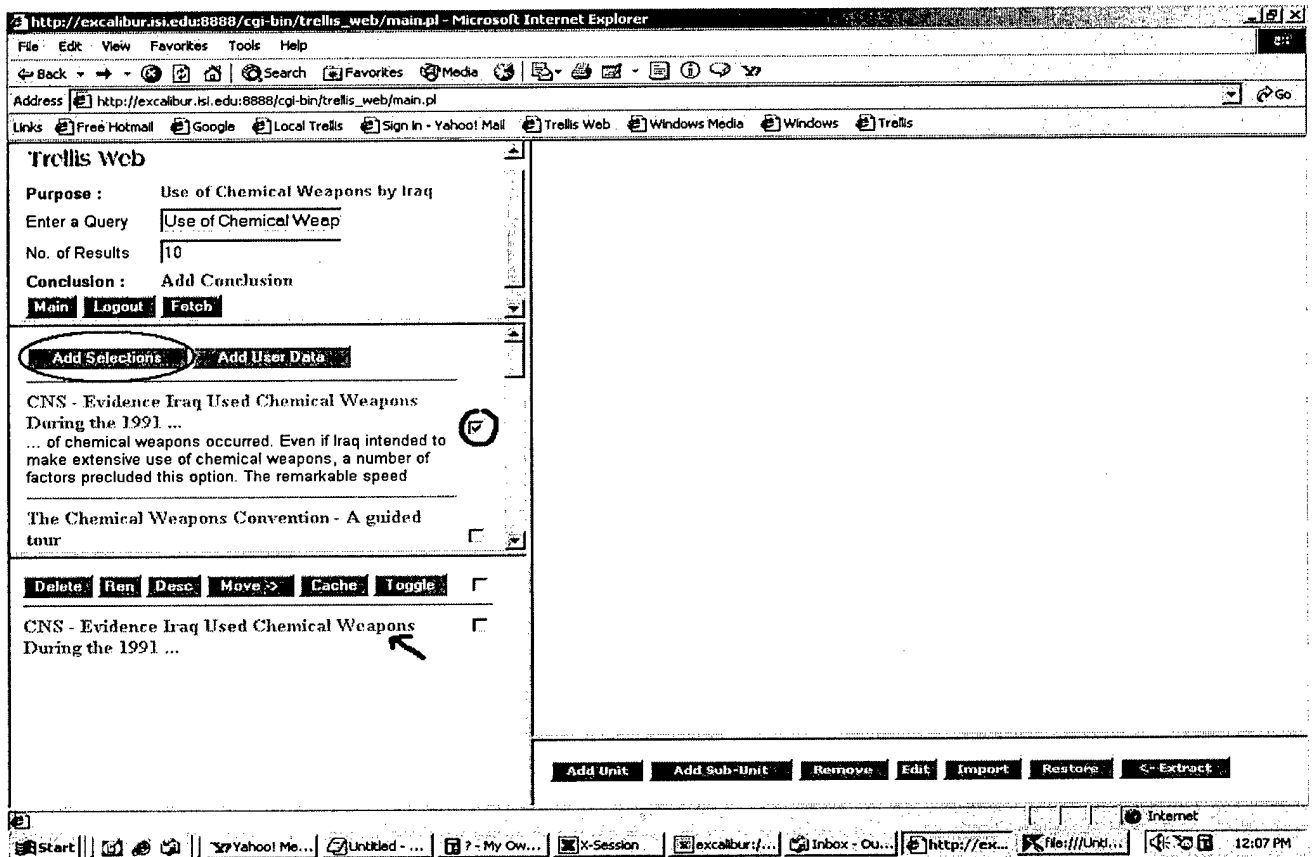 http://excalibur.isi.edu:8888/cgi-bin/trellis_web/main.pl - Microsoft Internet Explorer
File Edit View Favorites Tools Help
Back Search Favorites Media
Address http://excalibur.isi.edu:8888/cgi-bin/trellis_web/main.pl Go
Links Free Hotmail Google Local Trellis Sign In - Yahoo! Mail Trellis Web Windows Media Windows Trellis
Trellis Web
Purpose : Use of Chemical Weapons by Iraq
Enter a Query Use of Chemical Weap
No. of Results 10
Conclusion : Add Conclusion
Main Logout Fetch
Add Selections Add User Data
CNS - Evidence Iraq Used Chemical Weapons
During the 1991 ...
... of chemical weapons occurred. Even if Iraq intended to
make extensive use of chemical weapons, a number of
factors precluded this option. The remarkable speed
The Chemical Weapons Convention - A guided
tour
Delete Ren Desc Move >> Cache Toggle
CNS - Evidence Iraq Used Chemical Weapons
During the 1991 ...
Add Unit Add Sub-Unit Remove Edit Import Restore <- Extract
Internet
Start Yahoo! Me... Untitled - ... ? - My Ow... X-Session excalibur:/... Inbox - Ou... http://ex... file:///Unti... 12:07 PM